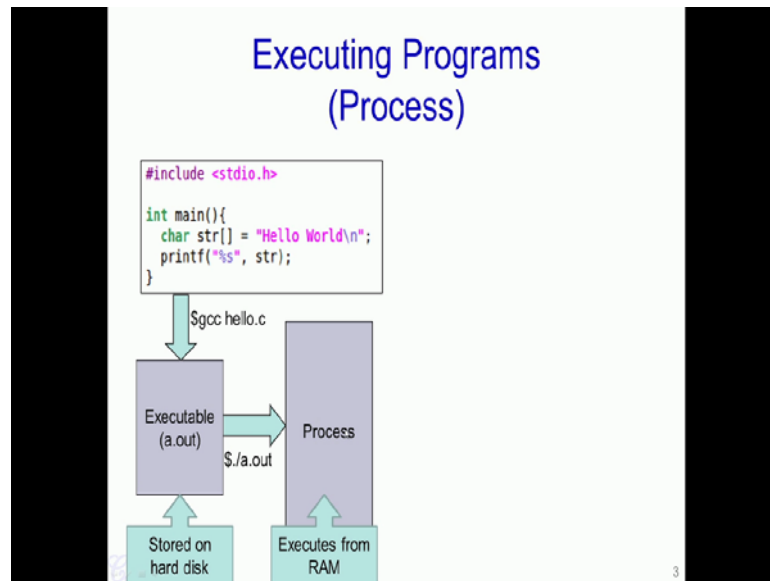 Executing Programs
(Process)
#include <stdio.h>
int main(){
char str[] = "Hello World\n";
printf("%s", str);
}
$gcc hello.c
Executable
(a.out)
$./a.out
Process
Stored on
hard disk
Executes from
RAM
3